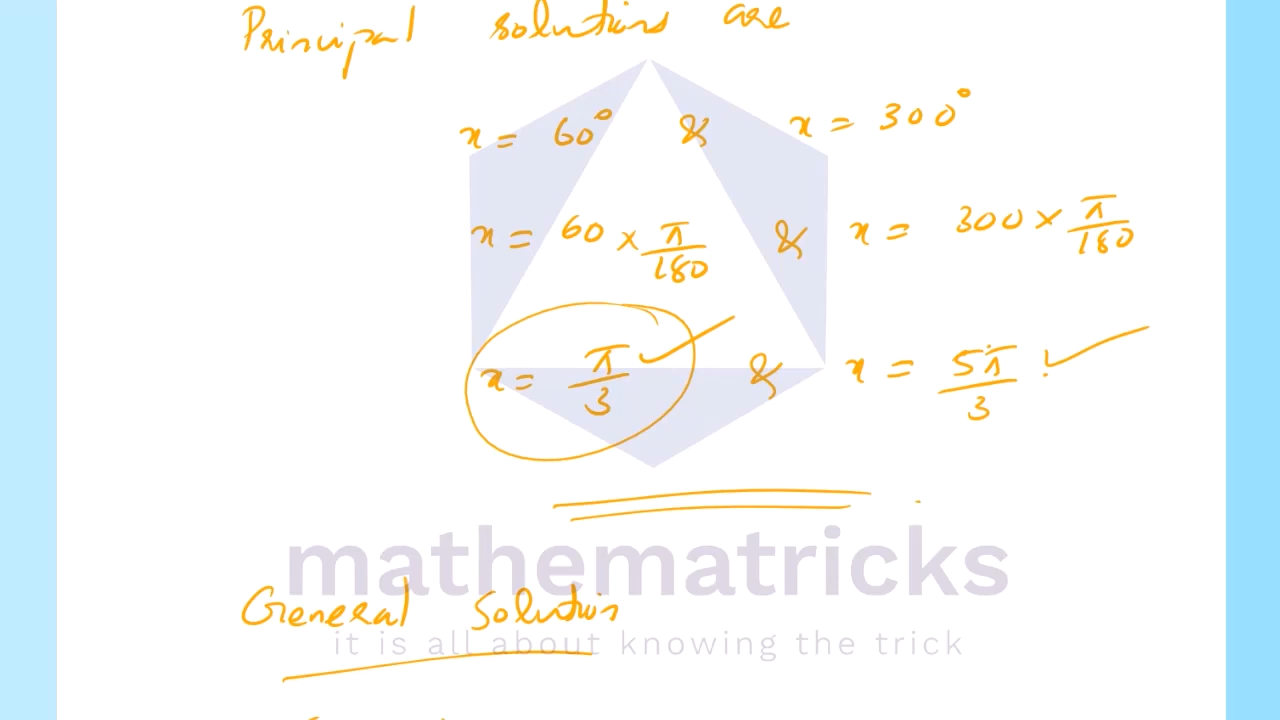 Principal solutions are
x = 60° & x = 300°
x = 60 × π/180 & x = 300 × π/180
x = π/3 ✓ & x = 5π/3 ✓
mathematricks
General solution
it is all about knowing the trick